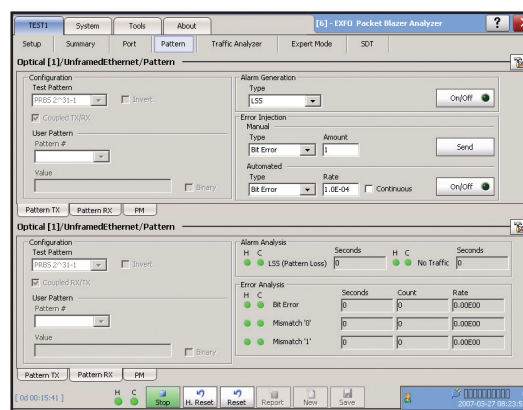 TEST1 System Tools About [6] - EXFO Packet Blazer Analyzer ? X
Setup Summary Port Pattern Traffic Analyzer Expert Mode SDT
Optical [1]/UnframedEthernet/Pattern
Configuration Alarm Generation
Test Pattern Type
PRBS 2^31-1 Invert LSS On/Off
Coupled TX/RX Error Injection
Manual
User Pattern Type Amount
Pattern # Bit Error 1 Send
Automated
Value Type Rate
Binary Bit Error 1.0E-04 Continuous On/Off
Pattern TX Pattern RX PM
Optical [1]/UnframedEthernet/Pattern
Configuration Alarm Analysis
Test Pattern H C Seconds H C Seconds
PRBS 2^31-1 Invert LSS (Pattern Loss) 0 No Traffic 0
Coupled RX/TX Error Analysis
User Pattern H C Seconds Count Rate
Pattern # Bit Error 0 0 0.00E00
Mismatch '0' 0 0 0.00E00
Value Mismatch '1' 0 0 0.00E00
Binary
Pattern TX Pattern RX PM
[ 0d 00:15:41 ] H C Stop H. Reset Reset Report New Save
2007-03-27 08:23:5